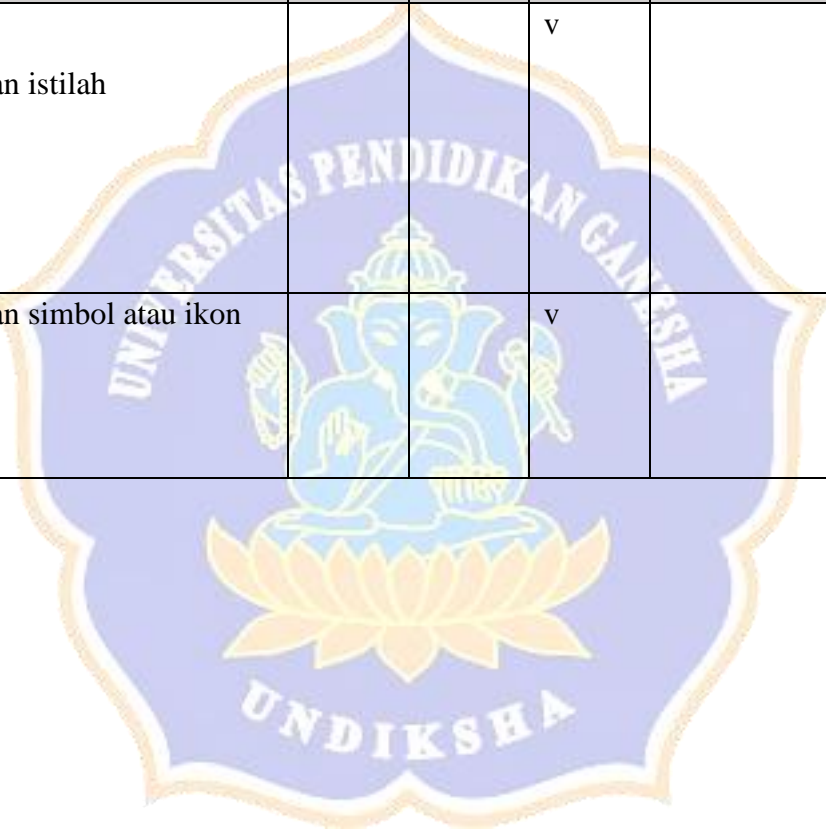 v
an istilah
UNIVERSITAS PENDIDIKAN GANESHA
an simbol atau ikon v
UNDIKSHA